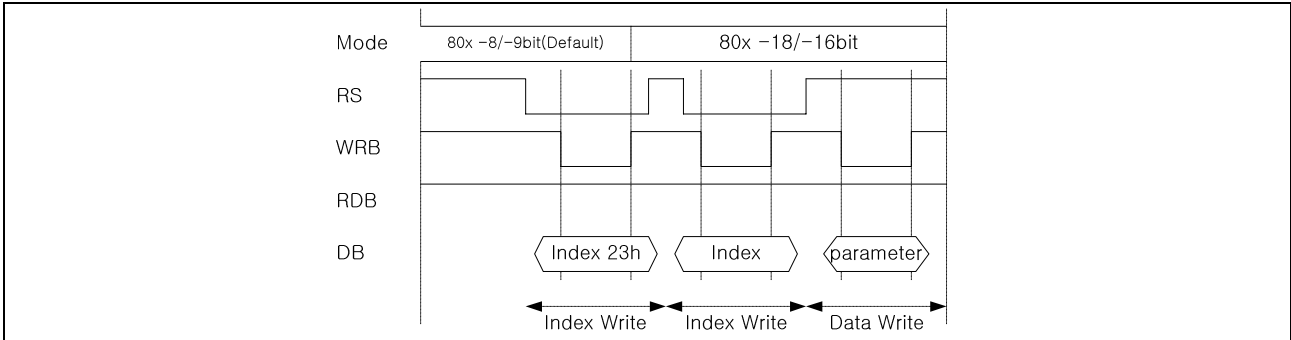 Mode 80x -8/-9bit(Default) 80x -18/-16bit
RS
WRB
RDB
DB Index 23h Index parameter
Index Write Index Write Data Write